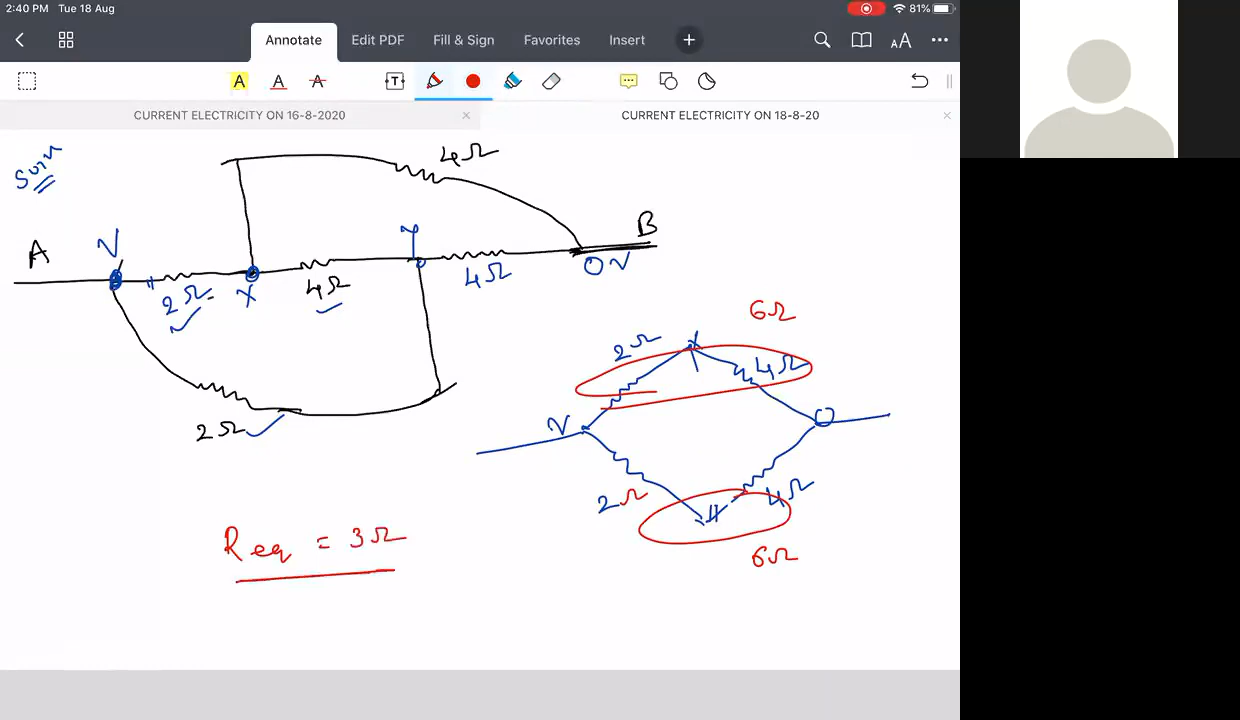 2:40 PM Tue 18 Aug
81%
Annotate Edit PDF Fill & Sign Favorites Insert
AA
A A A T
CURRENT ELECTRICITY ON 16-8-2020
CURRENT ELECTRICITY ON 18-8-20
4Ω
A V
Y
B
2Ω X 4Ω 4Ω 0V
6Ω
2Ω X 4Ω
V O
2Ω
2Ω Y 4Ω
6Ω
Req = 3Ω